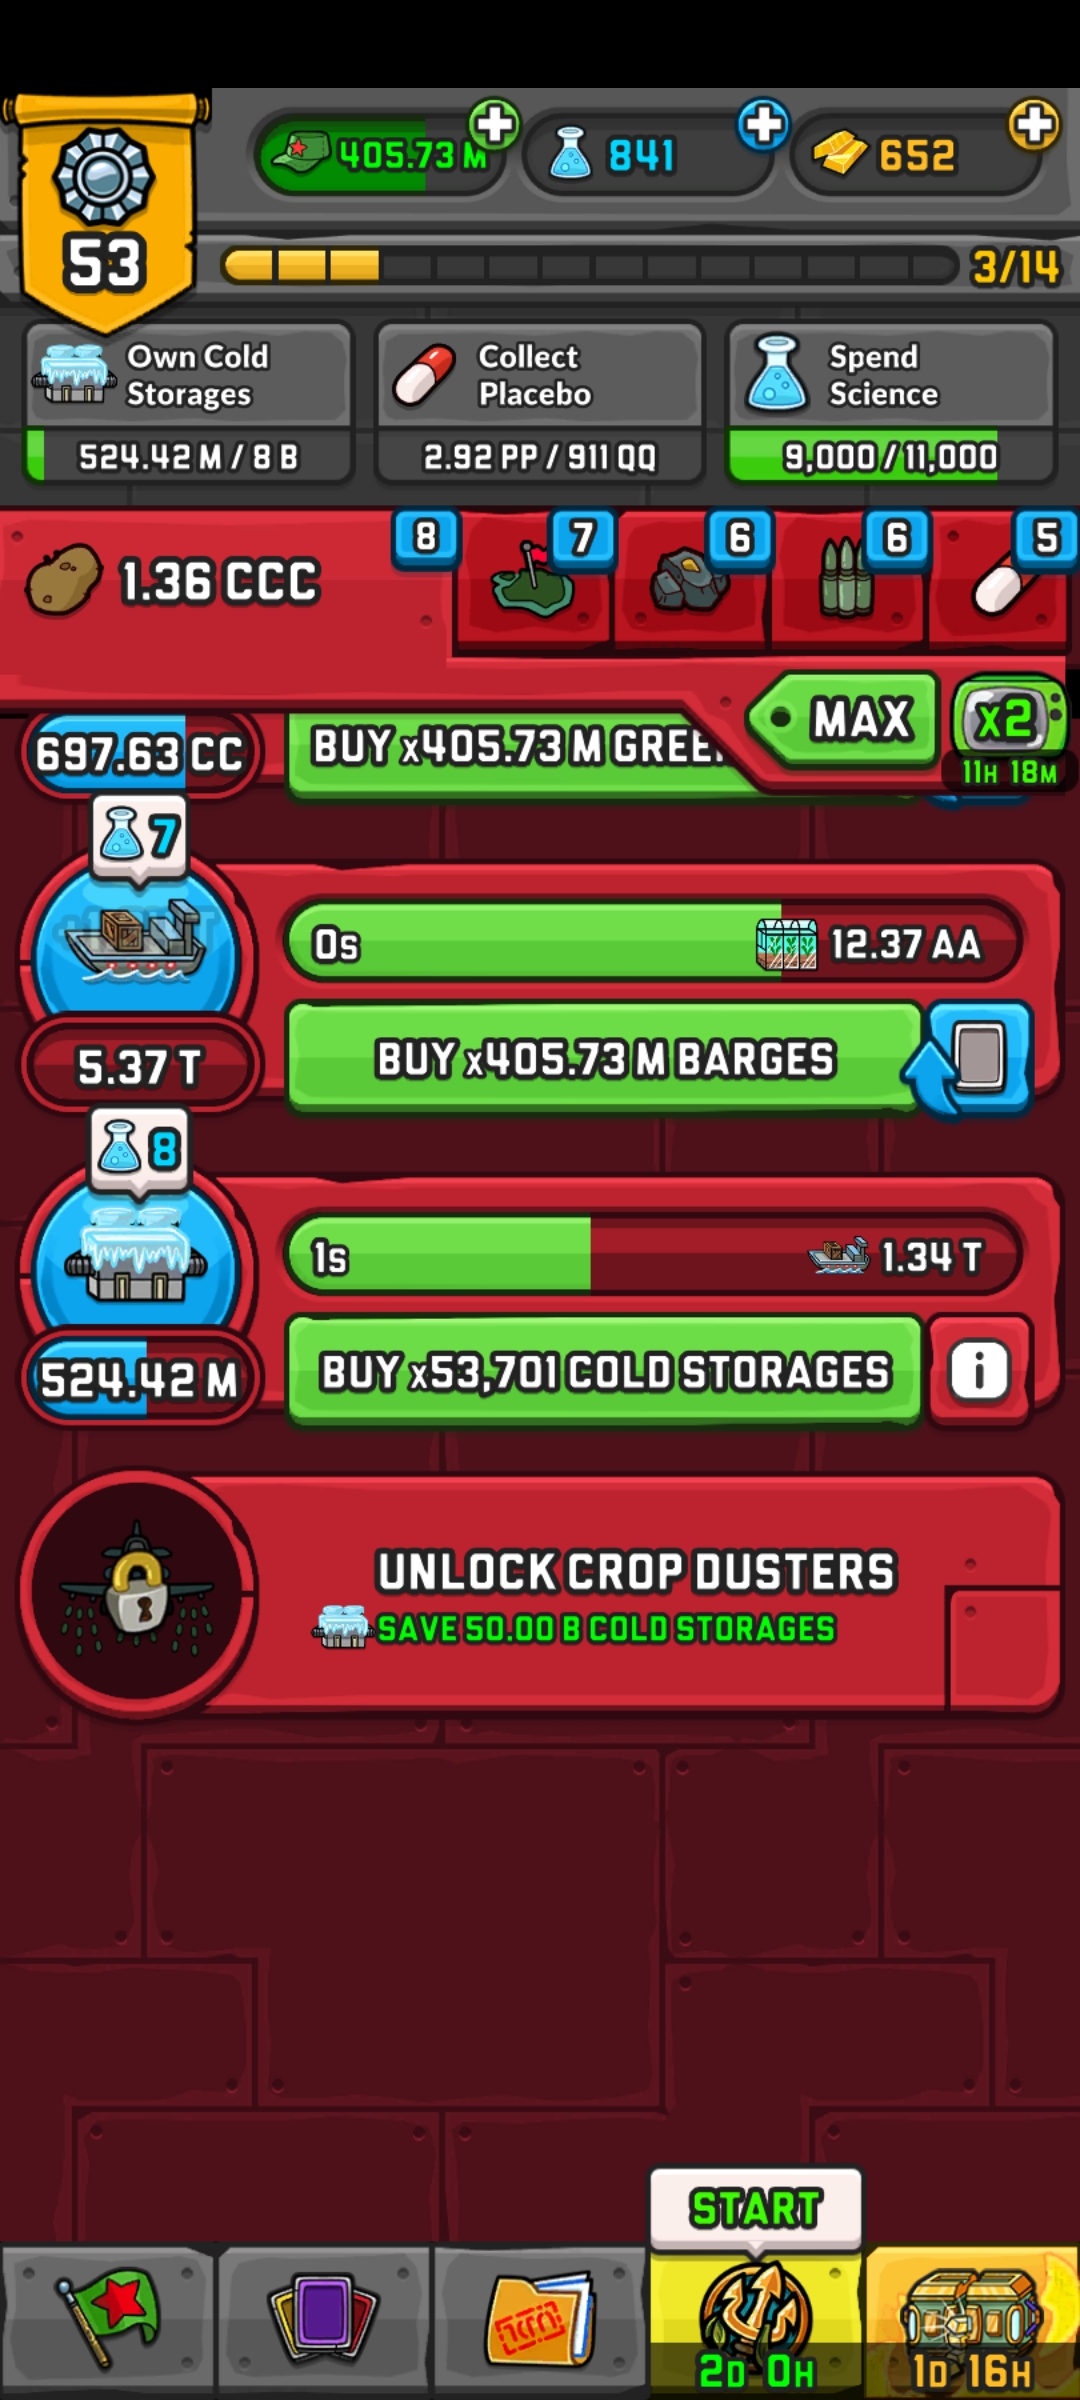 405.73 M
841
652
53
3/14
Own Cold
Storages
524.42 M / 8 B
Collect
Placebo
2.92 PP / 911 QQ
Spend
Science
9,000 / 11,000
1.36 CCC
8
7
6
6
5
MAX
x2
11H 18M
697.63 CC
BUY x405.73 M GREE
7
0s
12.37 AA
5.37 T
BUY x405.73 M BARGES
8
1s
1.34 T
524.42 M
BUY x53,701 COLD STORAGES
i
UNLOCK CROP DUSTERS
SAVE 50.00 B COLD STORAGES
START
2D 0H
1D 16H